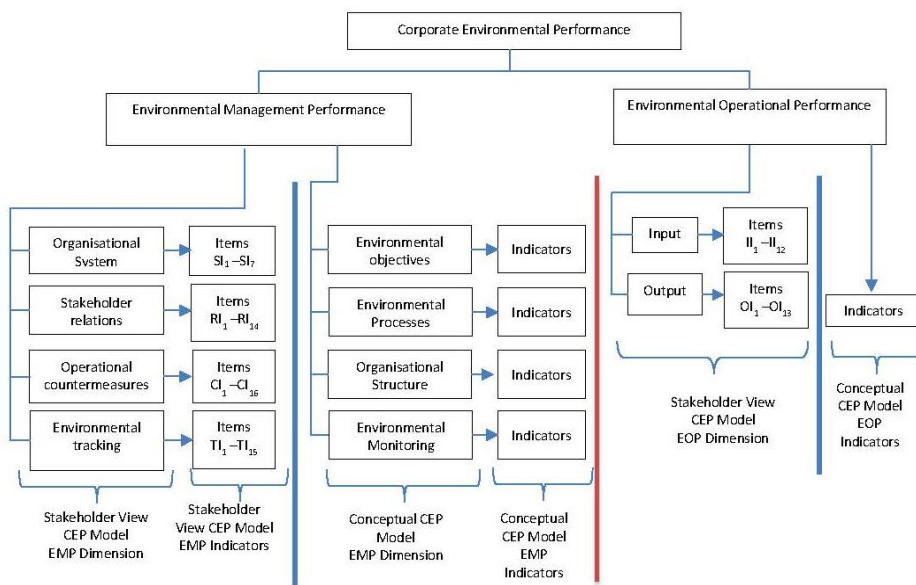 Corporate Environmental Performance
Environmental Management Performance
Environmental Operational Performance
Organisational
System
Items
SI₁ –SI₇
Stakeholder
relations
Items
RI₁ –RI₁₄
Operational
countermeasures
Items
CI₁ –CI₁₆
Environmental
tracking
Items
TI₁ –TI₁₅
Stakeholder View
CEP Model
EMP Dimension
Stakeholder
View CEP Model
EMP Indicators
Environmental
objectives
Indicators
Environmental
Processes
Indicators
Organisational
Structure
Indicators
Environmental
Monitoring
Indicators
Conceptual CEP
Model
EMP Dimension
Conceptual
CEP Model
EMP
Indicators
Input
Items
II₁ –II₁₂
Output
Items
OI₁ –OI₁₃
Stakeholder View
CEP Model
EOP Dimension
Indicators
Conceptual
CEP Model
EOP
Indicators